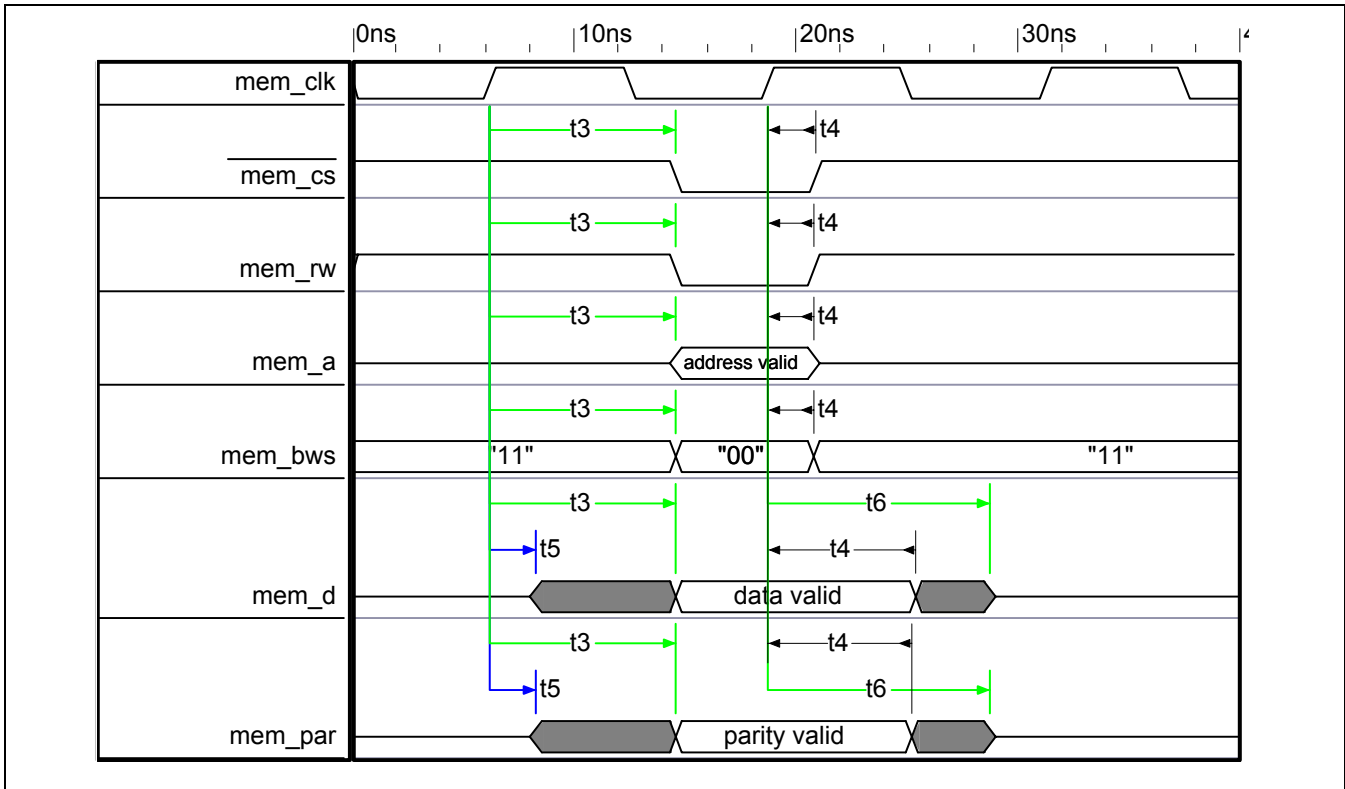 0ns 10ns 20ns 30ns
mem_clk
t3 t4
mem_cs
t3 t4
mem_rw
t3 t4
mem_a address valid
t3 t4
mem_bws "11" "00" "11"
t3 t6
t5 t4
mem_d data valid
t3 t4
t5 t6
mem_par parity valid